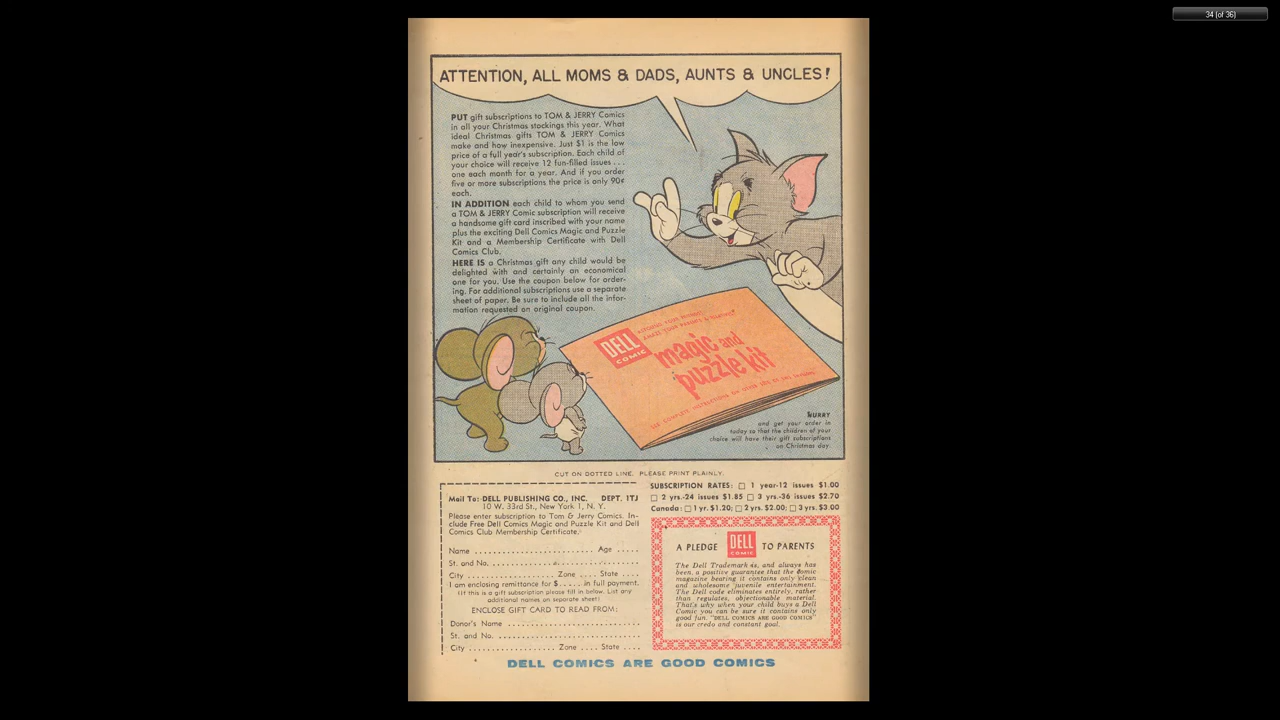 34 (of 36)
ATTENTION, ALL MOMS & DADS, AUNTS & UNCLES!
PUT gift subscriptions to TOM & JERRY Comics
in all your Christmas stockings this year. What
ideal Christmas gifts TOM & JERRY Comics
make and how inexpensive. Just $1 is the low
price of a full year's subscription. Each child of
your choice will receive 12 fun-filled issues . . .
one each month for a year. And if you order
five or more subscriptions the price is only 90¢
each.
IN ADDITION each child to whom you send
a TOM & JERRY Comic subscription will receive
a handsome gift card inscribed with your name
plus the exciting Dell Comics Magic and Puzzle
Kit and a Membership Certificate with Dell
Comics Club.
HERE IS a Christmas gift any child would be
delighted with and certainly an economical
one for you. Use the coupon below for order-
ing. For additional subscriptions use a separate
sheet of paper. Be sure to include all the infor-
mation requested on original coupon.
DELL
COMIC
magic and
puzzle kit
HURRY
and get your order in
today so that the children of your
choice will have their gift subscriptions
on Christmas day.
CUT ON DOTTED LINE. PLEASE PRINT PLAINLY.
Mail To: DELL PUBLISHING CO., INC. DEPT. 1TJ
10 W. 33rd St., New York 1, N. Y.
Please enter subscription to Tom & Jerry Comics. In-
clude Free Dell Comics Magic and Puzzle Kit and Dell
Comics Club Membership Certificate.
Name ............................ Age .....
St. and No. ...................................
City ........................ Zone .... State ....
I am enclosing remittance for $..... in full payment.
(If this is a gift subscription please fill in below. List any
additional names on separate sheet)
ENCLOSE GIFT CARD TO READ FROM:
Donor's Name ................................
St. and No. ...................................
City ........................ Zone .... State ....
SUBSCRIPTION RATES: □ 1 year-12 issues $1.00
□ 2 yrs.-24 issues $1.85 □ 3 yrs.-36 issues $2.70
Canada: □ 1 yr. $1.20; □ 2 yrs. $2.00; □ 3 yrs. $3.00
A PLEDGE DELL COMIC TO PARENTS
The Dell Trademark is, and always has
been, a positive guarantee that the comic
magazine bearing it contains only clean
and wholesome juvenile entertainment.
The Dell code eliminates entirely, rather
than regulates, objectionable material.
That's why when your child buys a Dell
Comic you can be sure it contains only
good fun. "DELL COMICS ARE GOOD COMICS"
is our credo and constant goal.
DELL COMICS ARE GOOD COMICS